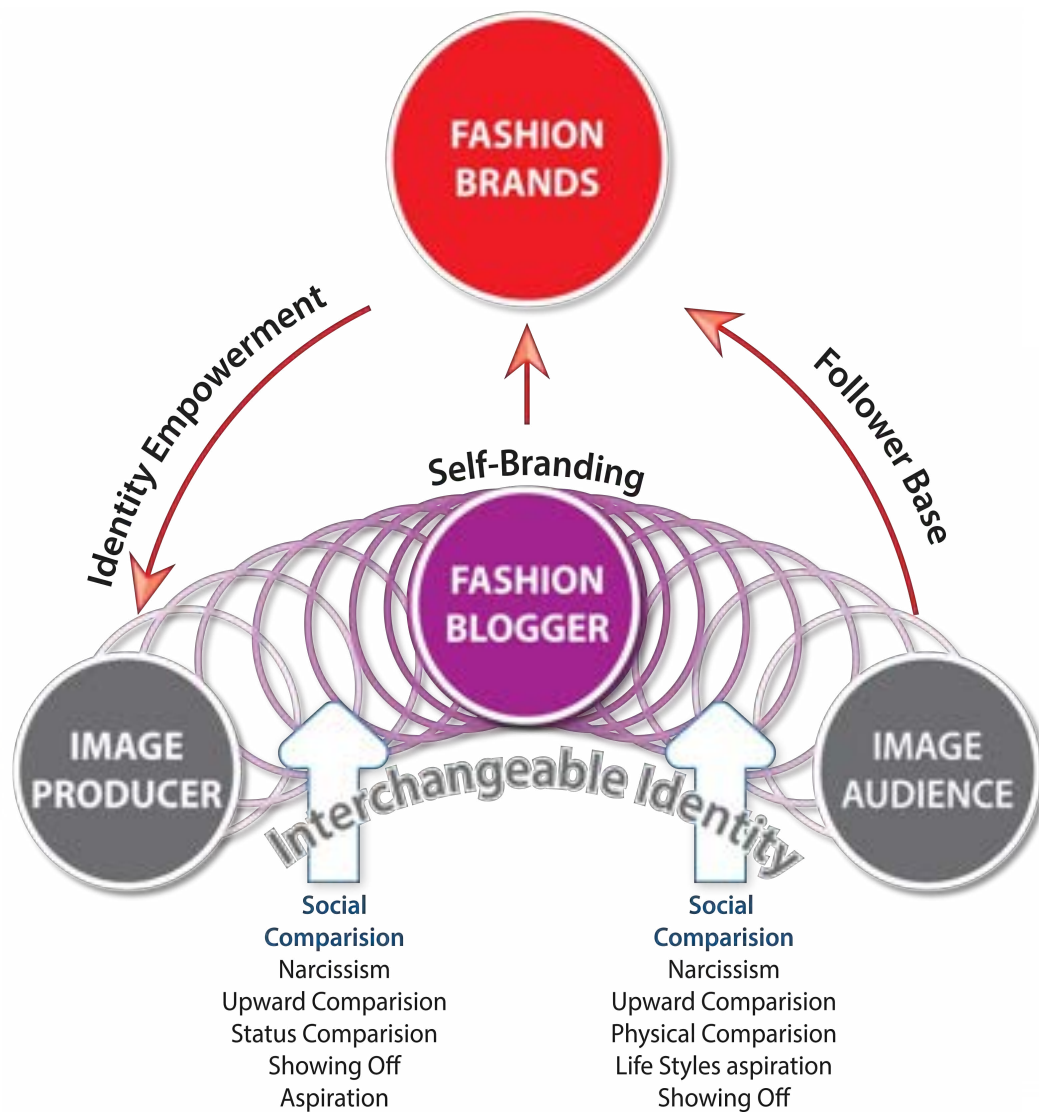 FASHION
BRANDS
Identity Empowerment
Follower Base
Self-Branding
FASHION
BLOGGER
IMAGE
PRODUCER
IMAGE
AUDIENCE
Interchangeable Identity
Social
Comparision
Narcissism
Upward Comparision
Status Comparision
Showing Off
Aspiration
Social
Comparision
Narcissism
Upward Comparision
Physical Comparision
Life Styles aspiration
Showing Off